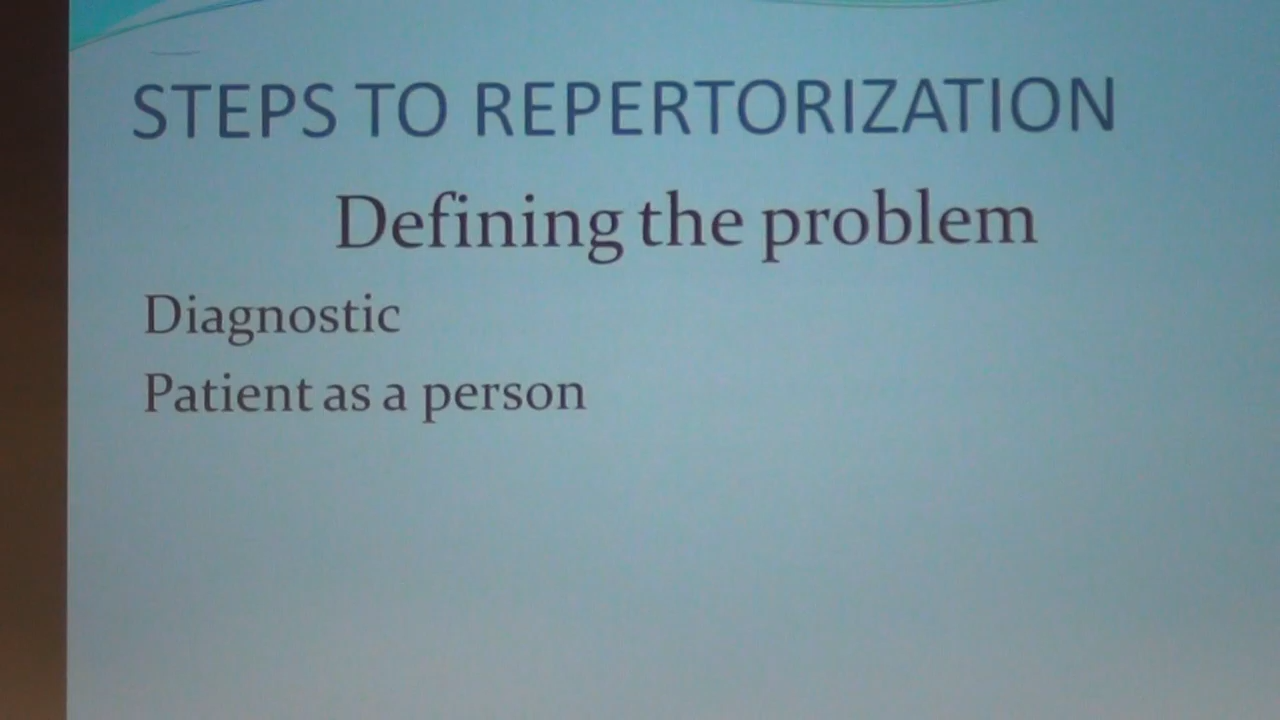 STEPS TO REPERTORIZATION
Defining the problem
Diagnostic
Patient as a person